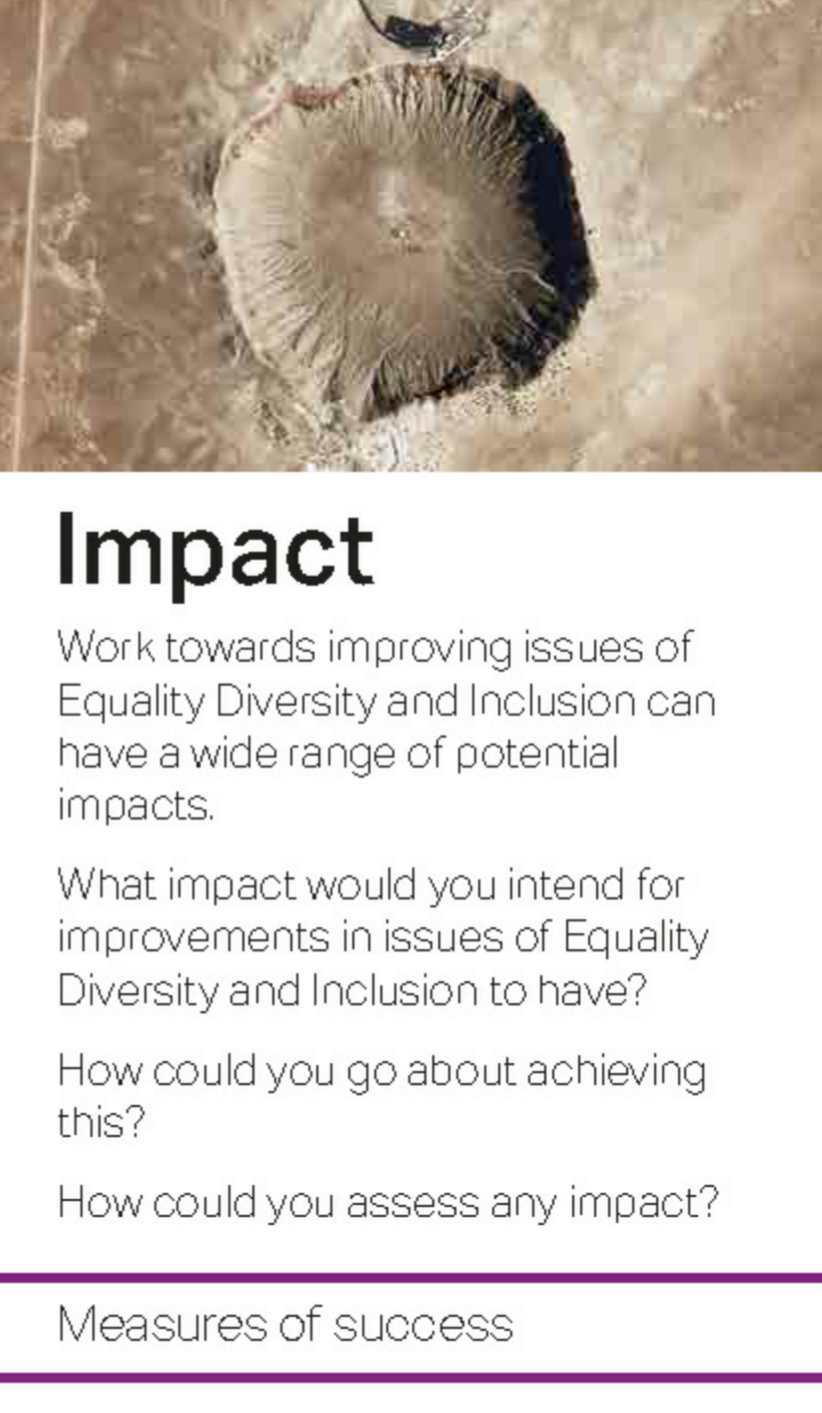 Impact
Work towards improving issues of
Equality Diversity and Inclusion can
have a wide range of potential
impacts.
What impact would you intend for
improvements in issues of Equality
Diversity and Inclusion to have?
How could you go about achieving
this?
How could you assess any impact?
Measures of success